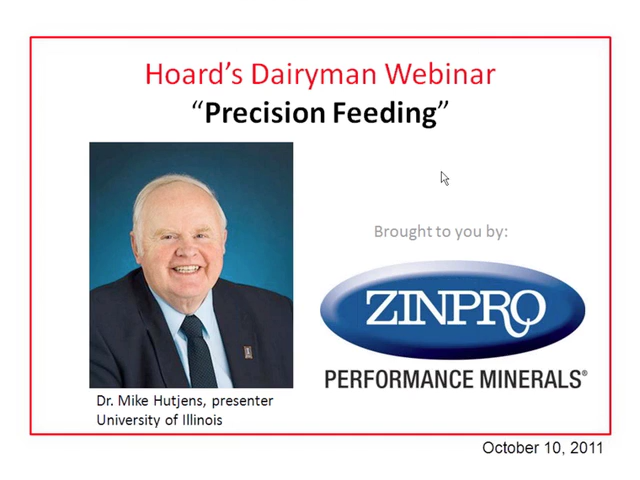 Hoard's Dairyman Webinar
“Precision Feeding”
Brought to you by:
ZINPRO
PERFORMANCE MINERALS®
Dr. Mike Hutjens, presenter
University of Illinois
October 10, 2011